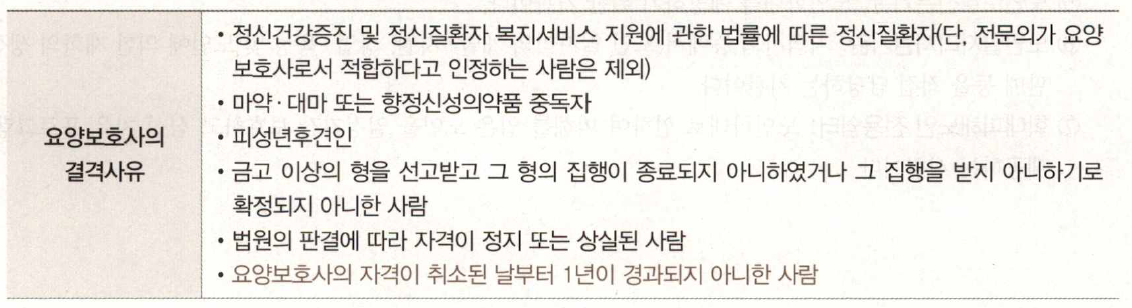 요양보호사의
결격사유
• 정신건강증진 및 정신질환자 복지서비스 지원에 관한 법률에 따른 정신질환자(단, 전문의가 요양
보호사로서 적합하다고 인정하는 사람은 제외)
• 마약·대마 또는 향정신성의약품 중독자
• 피성년후견인
• 금고 이상의 형을 선고받고 그 형의 집행이 종료되지 아니하였거나 그 집행을 받지 아니하기로
확정되지 아니한 사람
• 법원의 판결에 따라 자격이 정지 또는 상실된 사람
• 요양보호사의 자격이 취소된 날부터 1년이 경과되지 아니한 사람